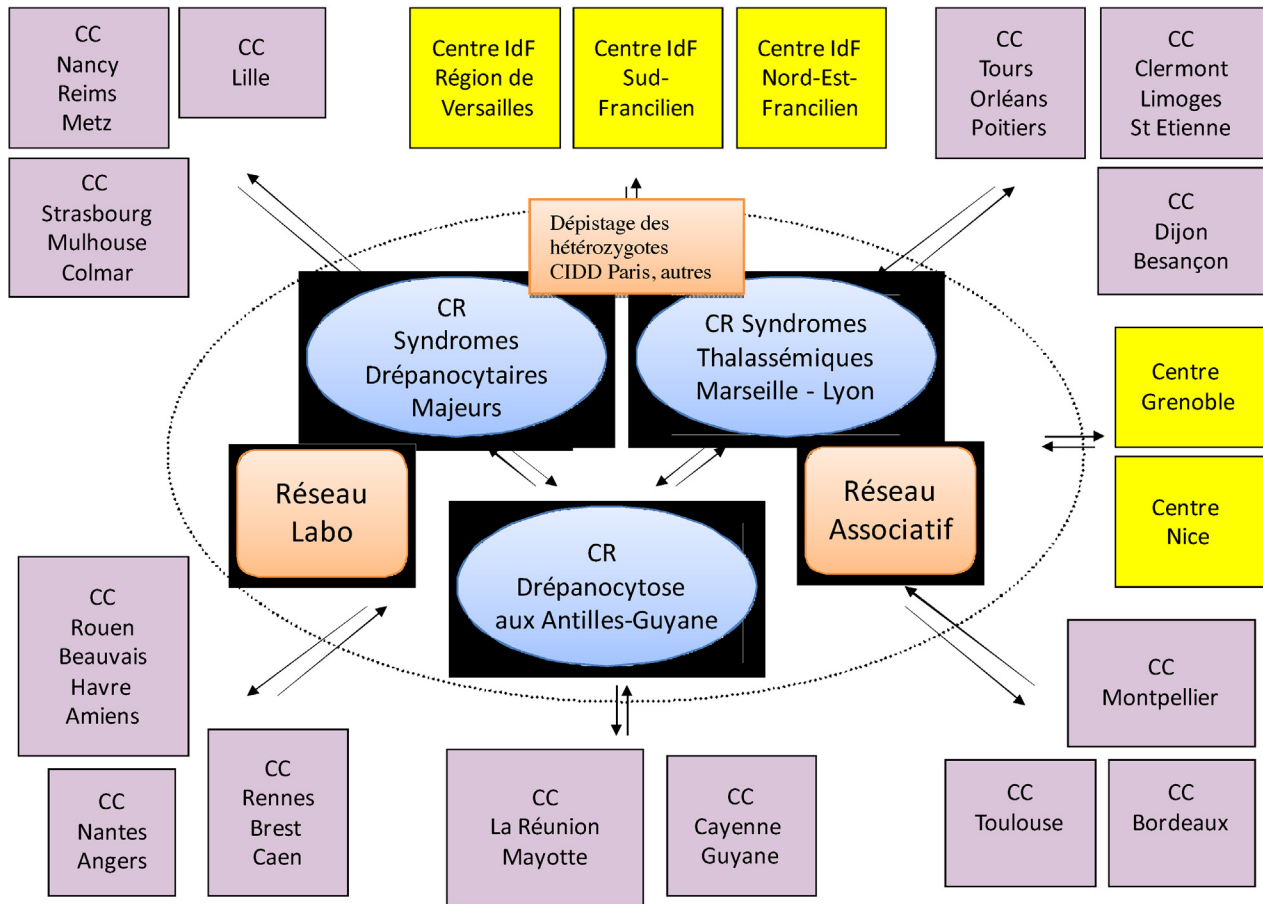 CC
Nancy
Reims
Metz
CC
Lille
Centre IdF
Région de
Versailles
Centre IdF
Sud-
Francilien
Centre IdF
Nord-Est-
Francilien
CC
Tours
Orléans
Poitiers
CC
Clermont
Limoges
St Etienne
CC
Strasbourg
Mulhouse
Colmar
CC
Dijon
Besançon
Dépistage des
hétérozygotes
CIDD Paris, autres
CR
Syndromes
Drépanocytaires
Majeurs
CR Syndromes
Thalassémiques
Marseille - Lyon
Centre
Grenoble
Centre
Nice
Réseau
Labo
Réseau
Associatif
CR
Drépanocytose
aux Antilles-Guyane
CC
Rouen
Beauvais
Havre
Amiens
CC
Nantes
Angers
CC
Rennes
Brest
Caen
CC
La Réunion
Mayotte
CC
Cayenne
Guyane
CC
Montpellier
CC
Toulouse
CC
Bordeaux